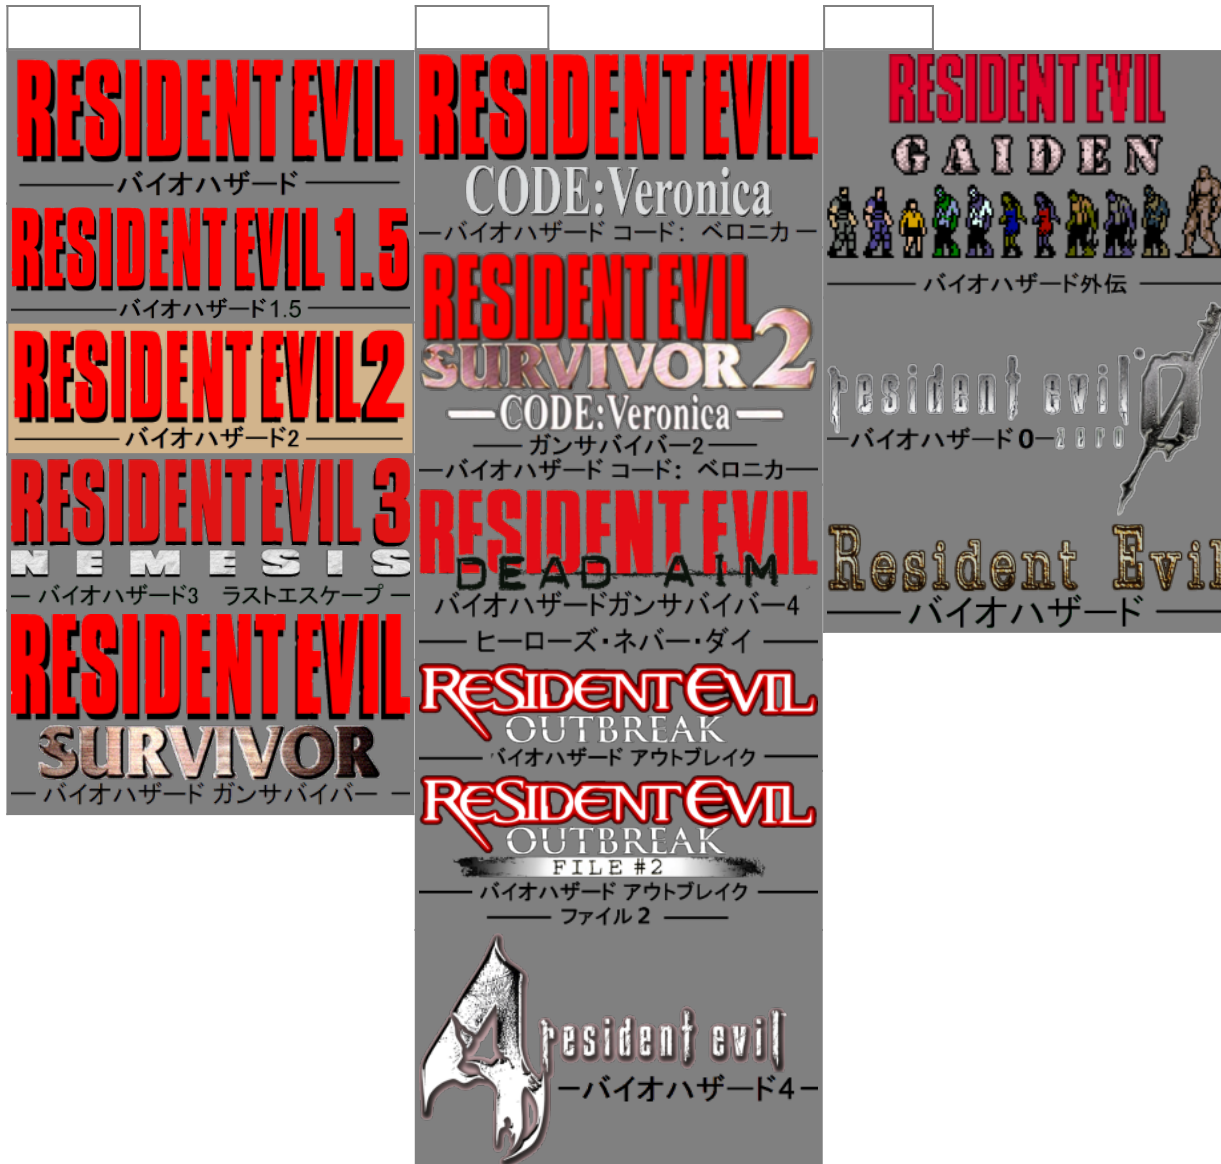 RESIDENT EVIL
バイオハザード
RESIDENT EVIL 1.5
バイオハザード1.5
RESIDENT EVIL 2
バイオハザード2
RESIDENT EVIL 3
NEMESIS
バイオハザード3 ラストエスケープ
RESIDENT EVIL
SURVIVOR
バイオハザード ガンサバイバー
RESIDENT EVIL
CODE:Veronica
バイオハザード コード: ベロニカ
RESIDENT EVIL
SURVIVOR 2
CODE:Veronica
ガンサバイバー2
バイオハザード コード: ベロニカ
RESIDENT EVIL
DEAD AIM
バイオハザードガンサバイバー4
ヒーローズ・ネバー・ダイ
RESIDENT EVIL
OUTBREAK
バイオハザード アウトブレイク
RESIDENT EVIL
OUTBREAK
FILE #2
バイオハザード アウトブレイク
ファイル 2
4
resident evil
バイオハザード4
RESIDENT EVIL
GAIDEN
バイオハザード外伝
resident evil 0
zero
バイオハザード0
Resident Evil
バイオハザード